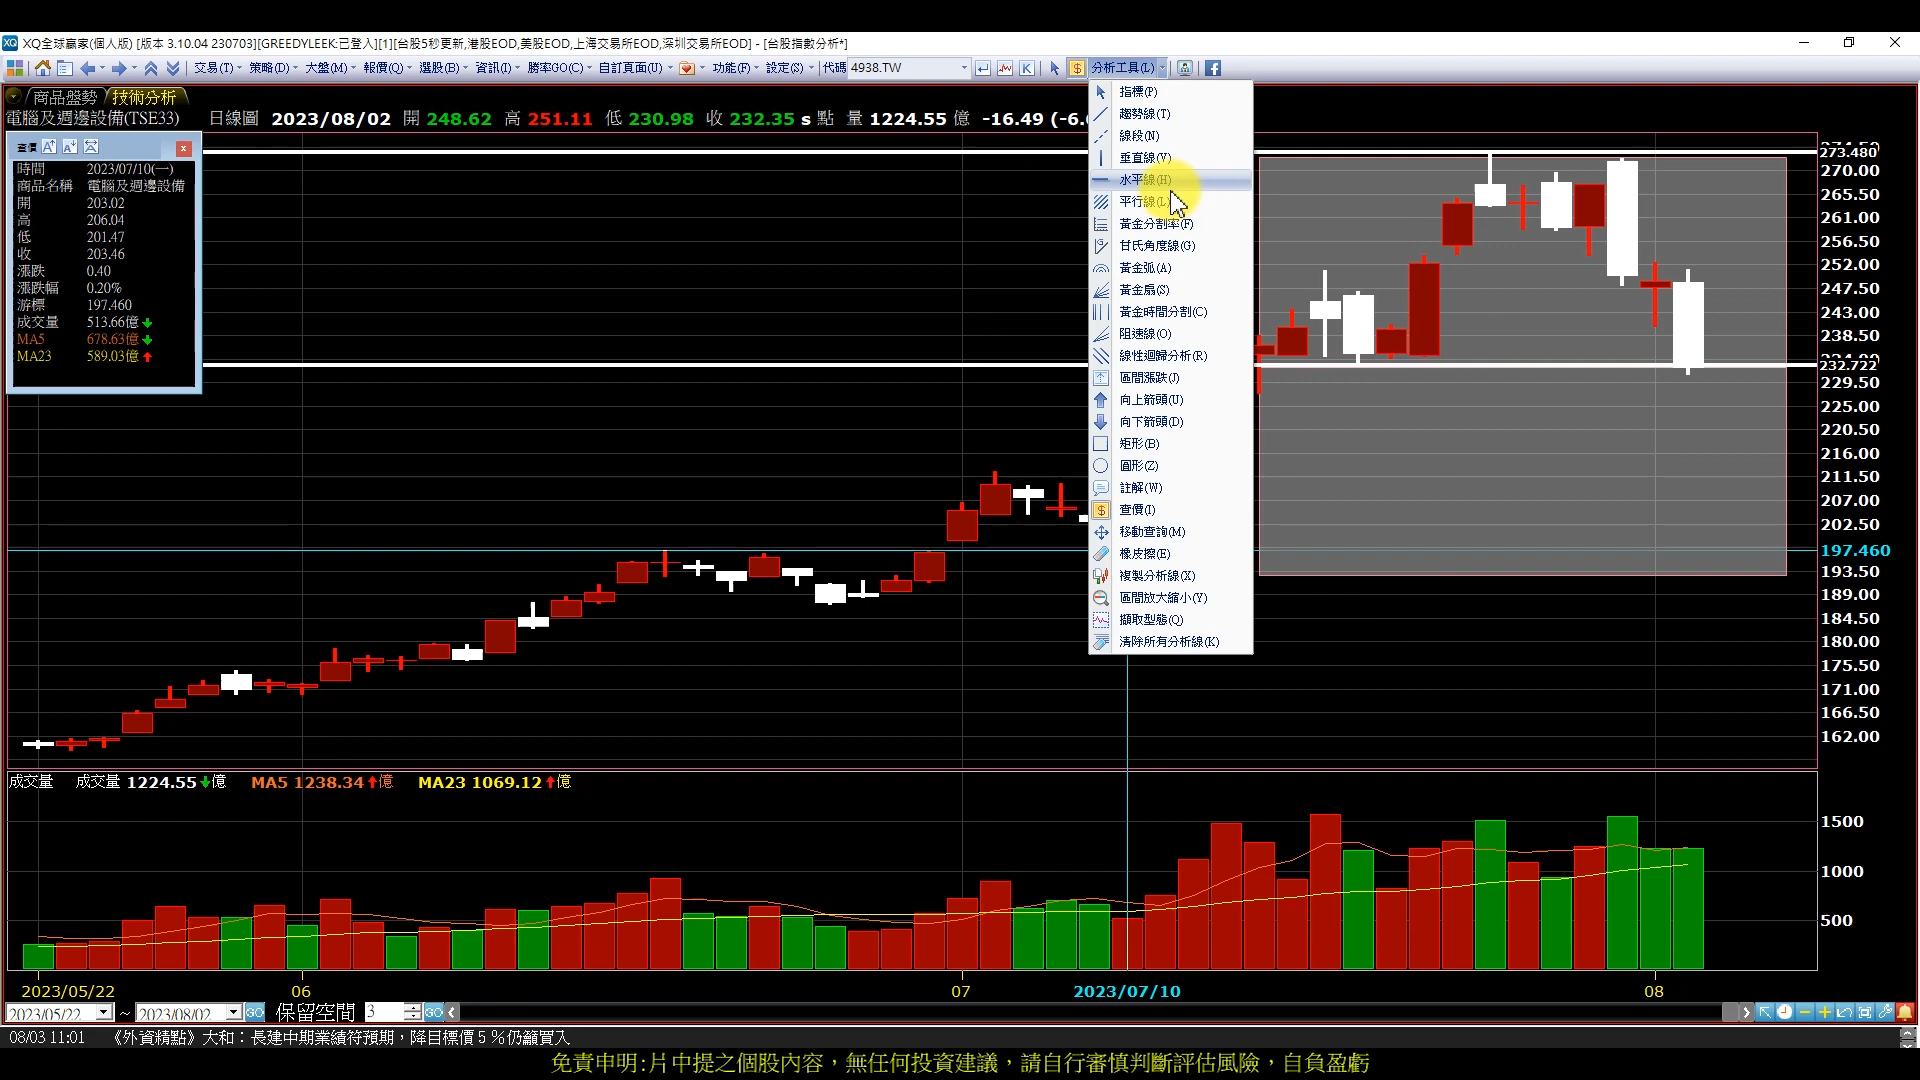 XQ全球贏家(個人版) [版本 3.10.04 230703][GREEDYLEEK:已登入][1][台股5秒更新,港股EOD,美股EOD,上海交易所EOD,深圳交易所EOD] - [台股指數分析*]
交易(T) 策略(D) 大盤(M) 報價(Q) 選股(B) 資訊(I) 勝率GO(C) 自訂頁面(U) 功能(F) 設定(S) 代碼 4938.TW K $ 分析工具(L)
商品盤勢 技術分析
電腦及週邊設備(TSE33) 日線圖 2023/08/02 開 248.62 高 251.11 低 230.98 收 232.35 s 點 量 1224.55 億 -16.49
查價
時間 2023/07/10(一)
商品名稱 電腦及週邊設備
開 203.02
高 206.04
低 201.47
收 203.46
漲跌 0.40
漲跌幅 0.20%
游標 197.460
成交量 513.66億
MA5 678.63億
MA23 589.03億
指標(P)
趨勢線(T)
線段(N)
垂直線(V)
水平線(H)
平行線(L)
黃金分割率(F)
甘氏角度線(G)
黃金弧(A)
黃金扇(S)
黃金時間分割(C)
阻速線(O)
線性迴歸分析(R)
區間漲跌(J)
向上箭頭(U)
向下箭頭(D)
矩形(B)
圓形(Z)
註解(W)
查價(I)
移動查詢(M)
橡皮擦(E)
複製分析線(X)
區間放大縮小(Y)
擷取型態(Q)
清除所有分析線(K)
273.480
270.00
265.50
261.00
256.50
252.00
247.50
243.00
238.50
232.722
229.50
225.00
220.50
216.00
211.50
207.00
202.50
197.460
193.50
189.00
184.50
180.00
175.50
171.00
166.50
162.00
成交量 成交量 1224.55億 MA5 1238.34億 MA23 1069.12億
1500
1000
500
2023/05/22 06 07 2023/07/10 08
2023/05/22 ~ 2023/08/02 GO 保留空間 3 GO
08/03 11:01 《外資精點》大和：長建中期業績符預期，降目標價５％仍籲買入
免責申明:片中提之個股內容，無任何投資建議，請自行審慎判斷評估風險，自負盈虧